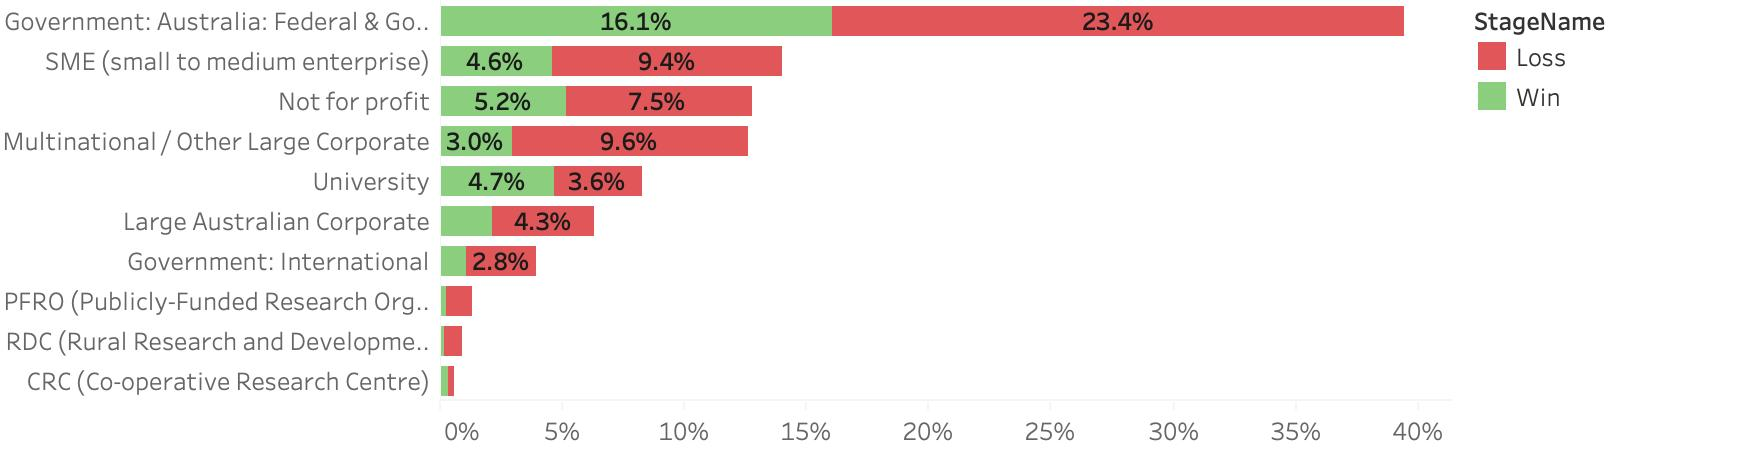 Government: Australia: Federal & Go.. 16.1% 23.4%
SME (small to medium enterprise) 4.6% 9.4%
Not for profit 5.2% 7.5%
Multinational / Other Large Corporate 3.0% 9.6%
University 4.7% 3.6%
Large Australian Corporate 4.3%
Government: International 2.8%
PFRO (Publicly-Funded Research Org..
RDC (Rural Research and Developme..
CRC (Co-operative Research Centre)
0% 5% 10% 15% 20% 25% 30% 35% 40%
StageName
Loss
Win